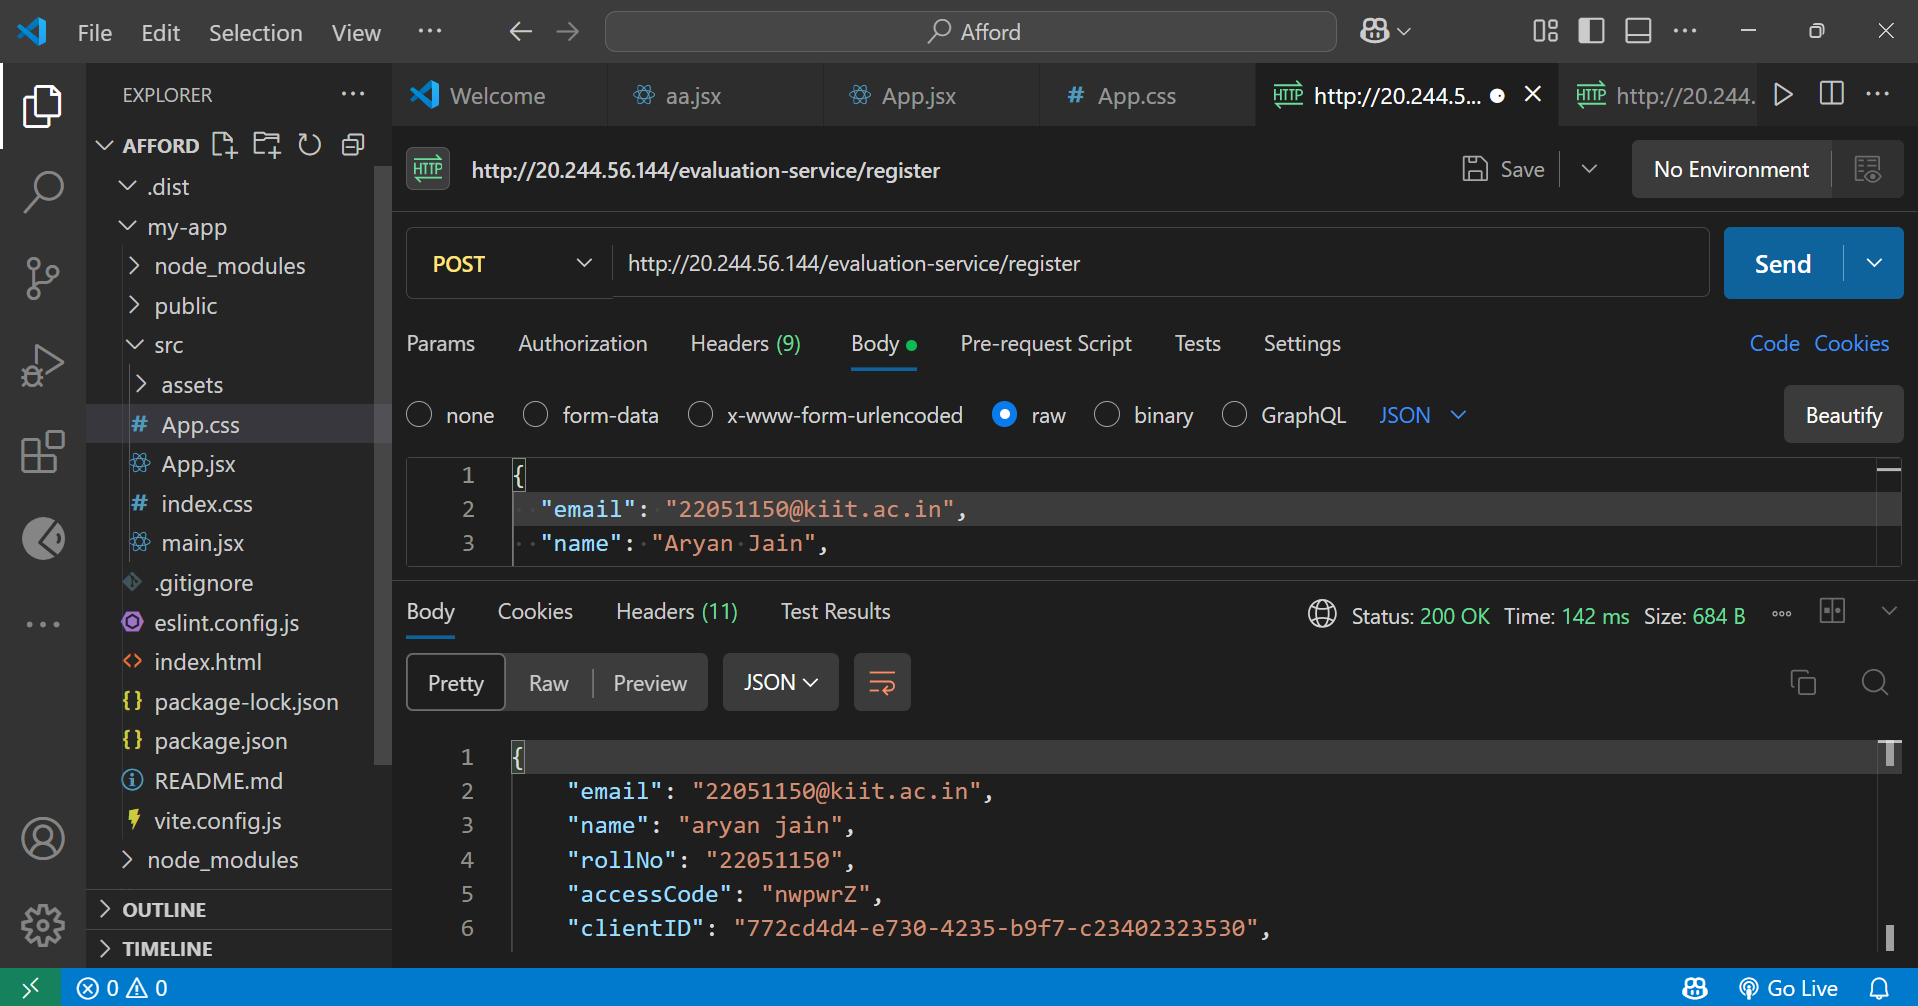 File Edit Selection View ··· Afford
EXPLORER ···
Welcome aa.jsx App.jsx # App.css HTTP http://20.244.5... HTTP http://20.244. ···
AFFORD
.dist
my-app
node_modules
public
src
assets
# App.css
App.jsx
# index.css
main.jsx
.gitignore
eslint.config.js
<> index.html
{} package-lock.json
{} package.json
README.md
vite.config.js
node_modules
OUTLINE
TIMELINE
HTTP http://20.244.56.144/evaluation-service/register Save No Environment
POST http://20.244.56.144/evaluation-service/register Send
Params Authorization Headers (9) Body Pre-request Script Tests Settings Code Cookies
none form-data x-www-form-urlencoded raw binary GraphQL JSON Beautify
1 {
2 "email": "22051150@kiit.ac.in",
3 "name": "Aryan Jain",
Body Cookies Headers (11) Test Results Status: 200 OK Time: 142 ms Size: 684 B
Pretty Raw Preview JSON
1 {
2 "email": "22051150@kiit.ac.in",
3 "name": "aryan jain",
4 "rollNo": "22051150",
5 "accessCode": "nwpwrZ",
6 "clientID": "772cd4d4-e730-4235-b9f7-c23402323530",
0 0 Go Live